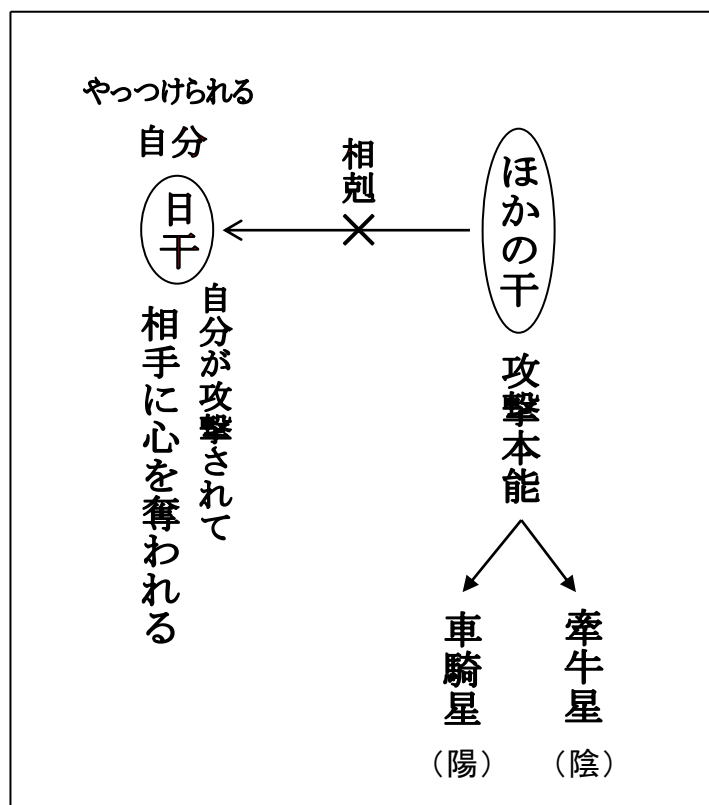 やっつけられる
自分
日干
自分が攻撃されて
相手に心を奪われる
相剋
ほかの干
攻撃本能
車騎星
（陽）
牽牛星
（陰）